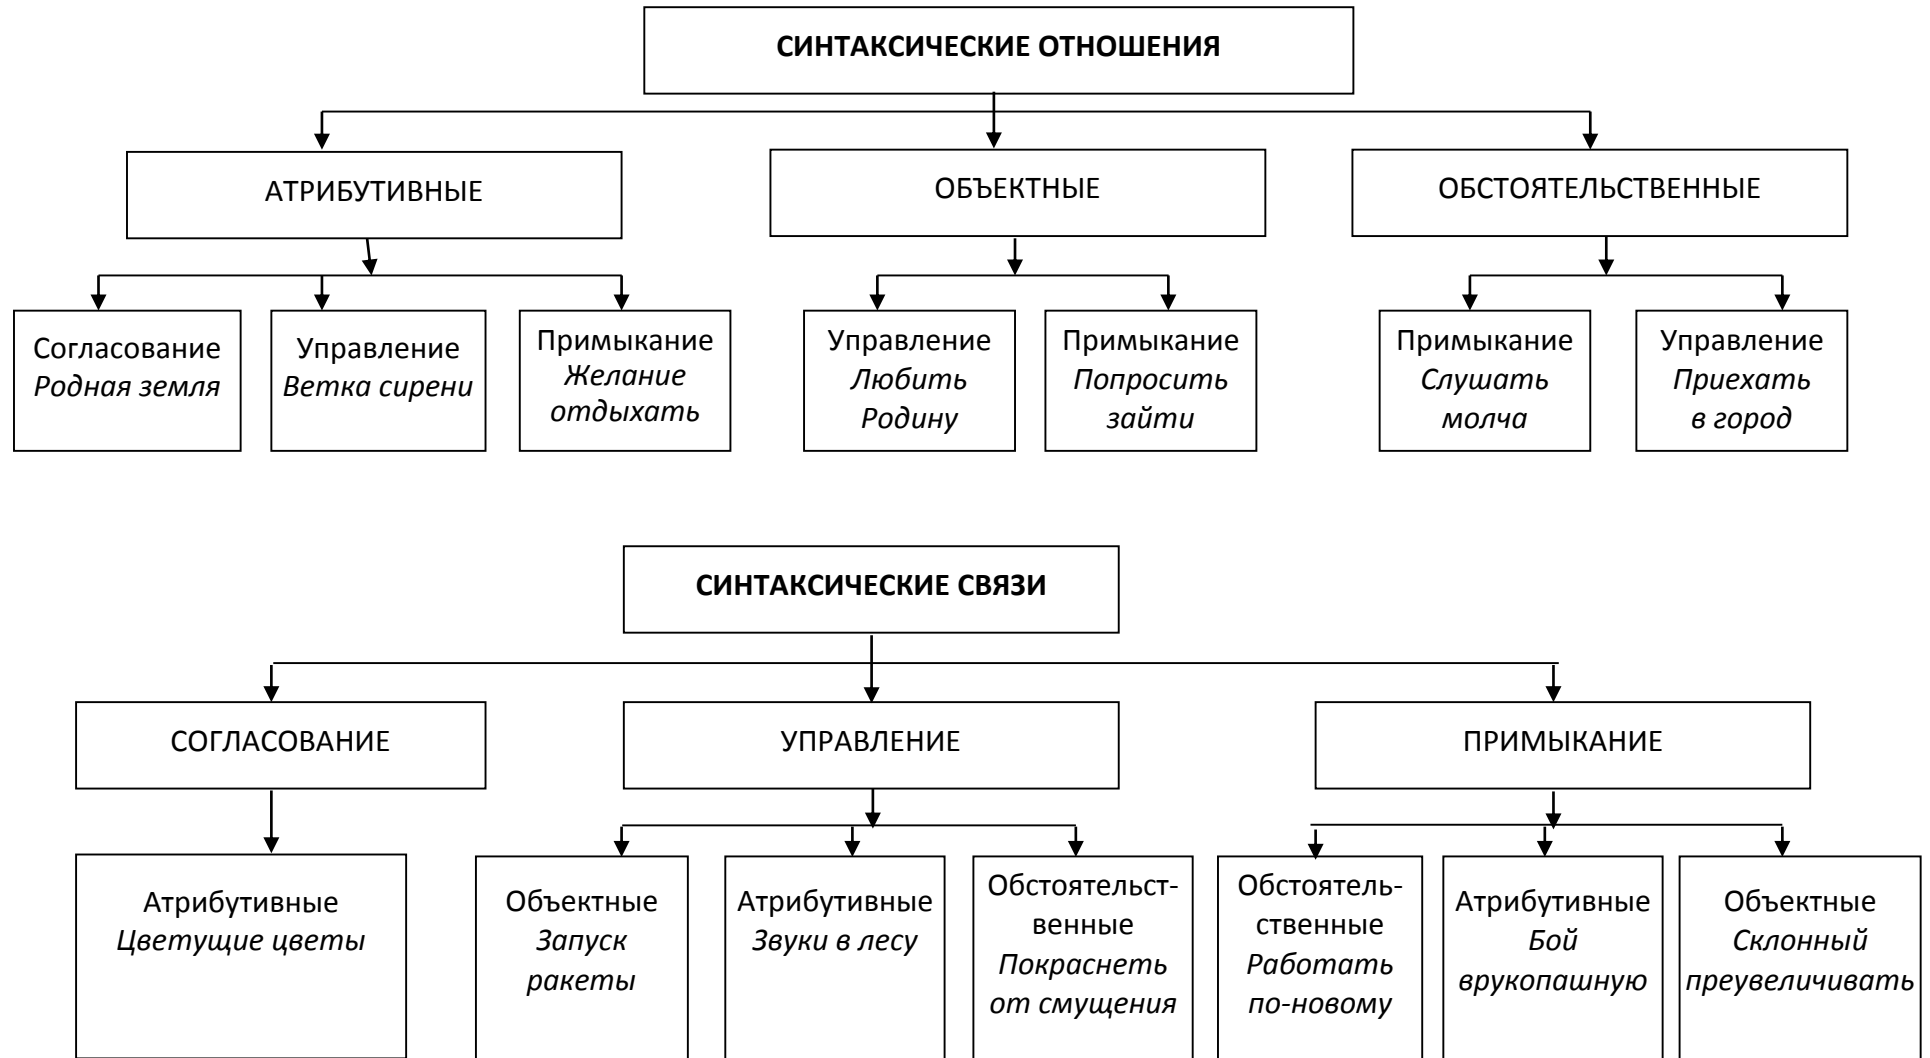 СИНТАКСИЧЕСКИЕ ОТНОШЕНИЯ
АТРИБУТИВНЫЕ
ОБЪЕКТНЫЕ
ОБСТОЯТЕЛЬСТВЕННЫЕ
Согласование
Родная земля
Управление
Ветка сирени
Примыкание
Желание
отдыхать
Управление
Любить
Родину
Примыкание
Попросить
зайти
Примыкание
Слушать
молча
Управление
Приехать
в город
СИНТАКСИЧЕСКИЕ СВЯЗИ
СОГЛАСОВАНИЕ
УПРАВЛЕНИЕ
ПРИМЫКАНИЕ
Атрибутивные
Цветущие цветы
Объектные
Запуск
ракеты
Атрибутивные
Звуки в лесу
Обстоятельст-
венные
Покраснеть
от смущения
Обстоятель-
ственные
Работать
по-новому
Атрибутивные
Бой
врукопашную
Объектные
Склонный
преувеличивать